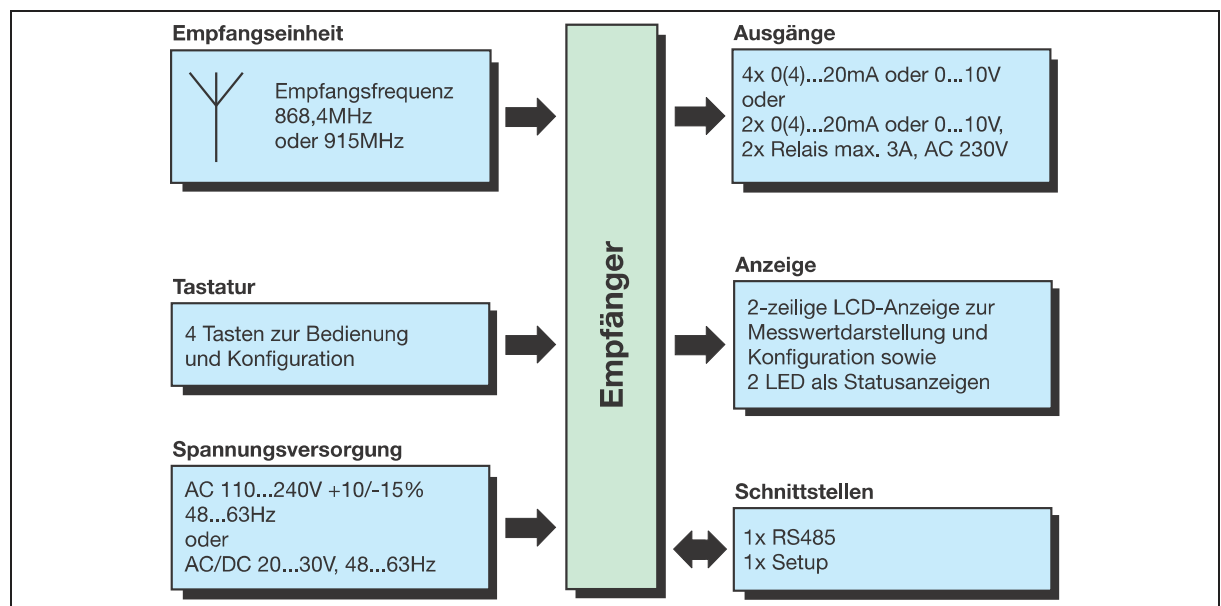 Empfangseinheit
Empfangsfrequenz
868,4MHz
oder 915MHz
Tastatur
4 Tasten zur Bedienung
und Konfiguration
Spannungsversorgung
AC 110...240V +10/-15%
48...63Hz
oder
AC/DC 20...30V, 48...63Hz
Empfänger
Ausgänge
4x 0(4)...20mA oder 0...10V
oder
2x 0(4)...20mA oder 0...10V,
2x Relais max. 3A, AC 230V
Anzeige
2-zeilige LCD-Anzeige zur
Messwertdarstellung und
Konfiguration sowie
2 LED als Statusanzeigen
Schnittstellen
1x RS485
1x Setup